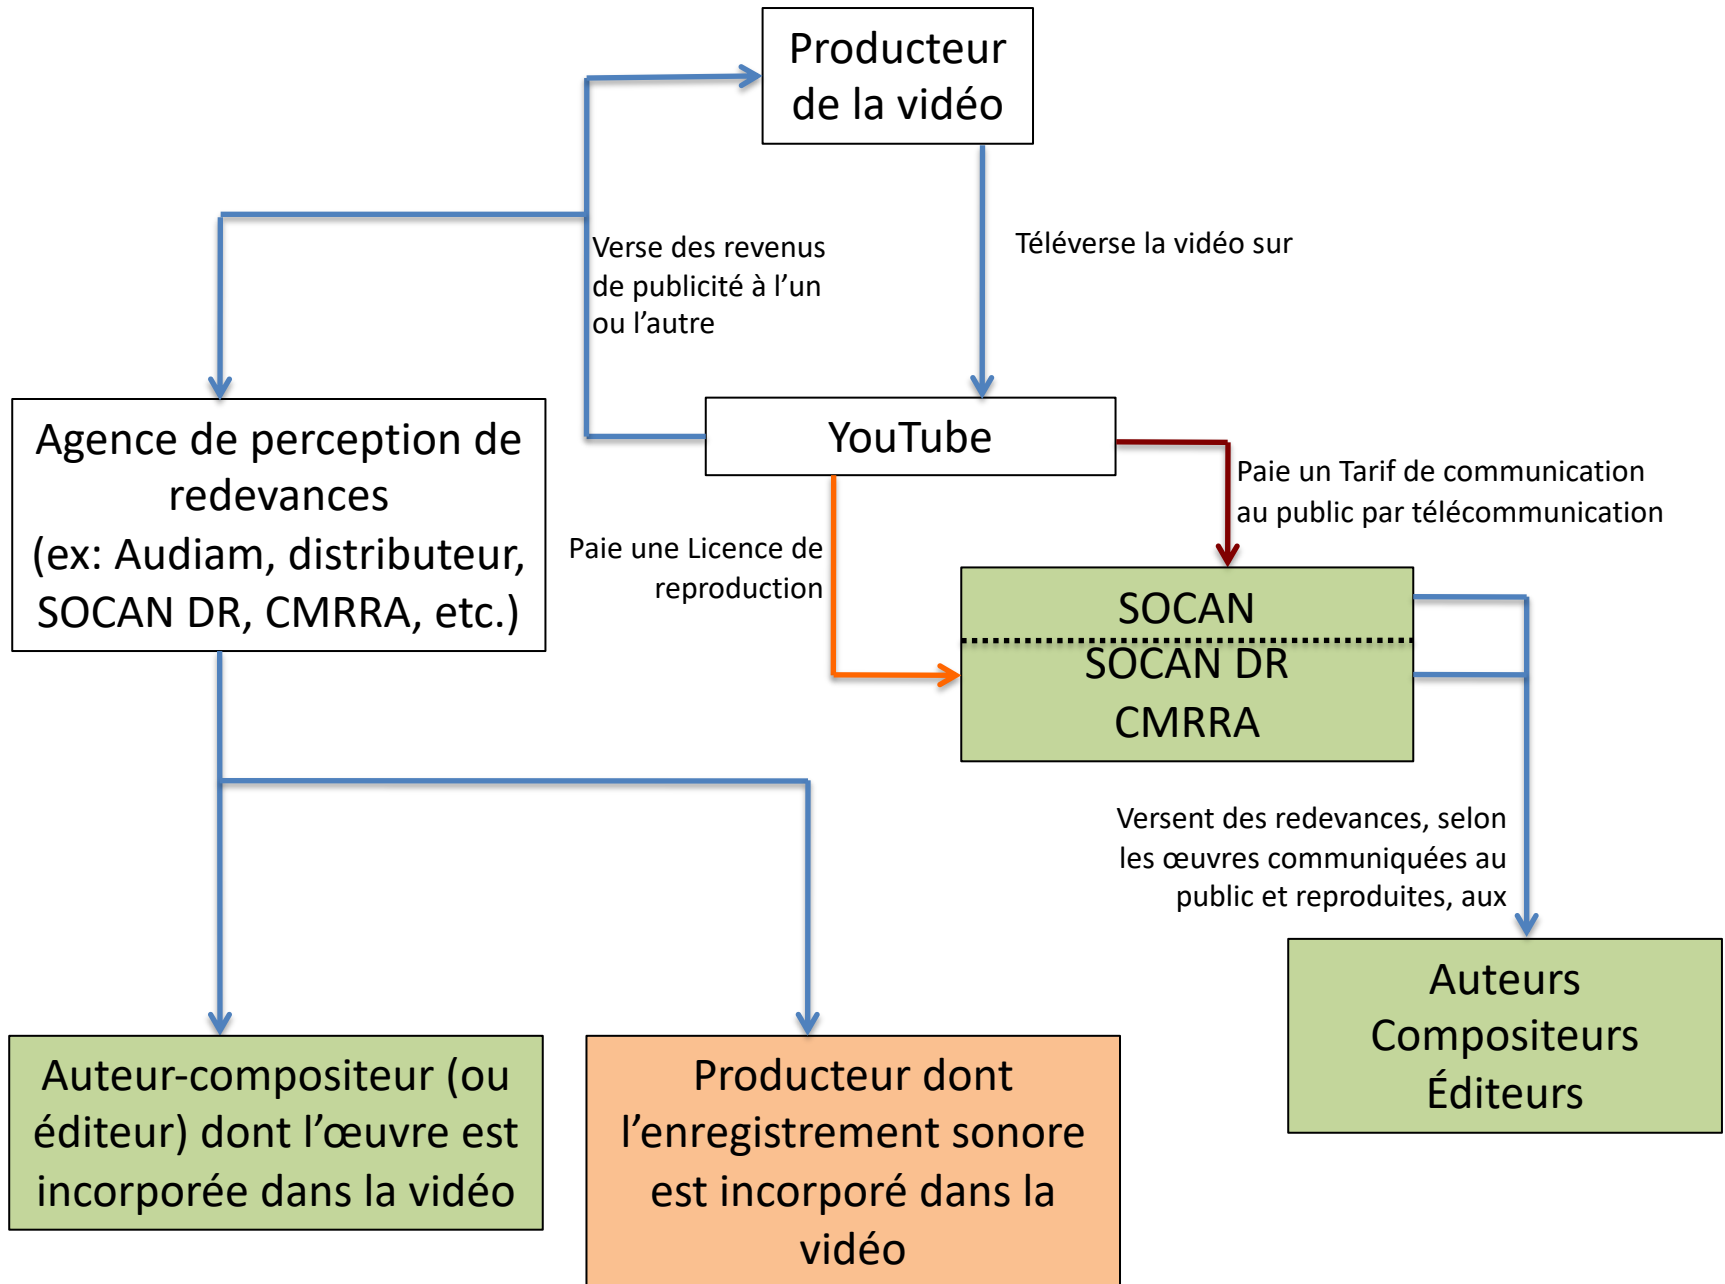 Producteur
de la vidéo
Verse des revenus
de publicité à l’un
ou l’autre
Téléverse la vidéo sur
Agence de perception de
redevances
(ex: Audiam, distributeur,
SOCAN DR, CMRRA, etc.)
YouTube
Paie un Tarif de communication
au public par télécommunication
Paie une Licence de
reproduction
SOCAN
SOCAN DR
CMRRA
Versent des redevances, selon
les œuvres communiquées au
public et reproduites, aux
Auteurs
Compositeurs
Éditeurs
Auteur-compositeur (ou
éditeur) dont l’œuvre est
incorporée dans la vidéo
Producteur dont
l’enregistrement sonore
est incorporé dans la
vidéo